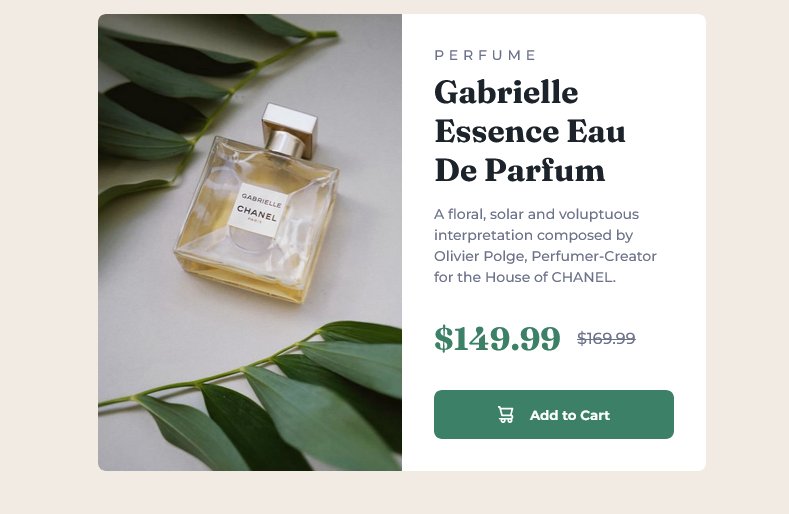 GABRIELLE
CHANEL
PARIS
PERFUME
Gabrielle
Essence Eau
De Parfum
A floral, solar and voluptuous
interpretation composed by
Olivier Polge, Perfumer-Creator
for the House of CHANEL.
$149.99 $169.99
Add to Cart